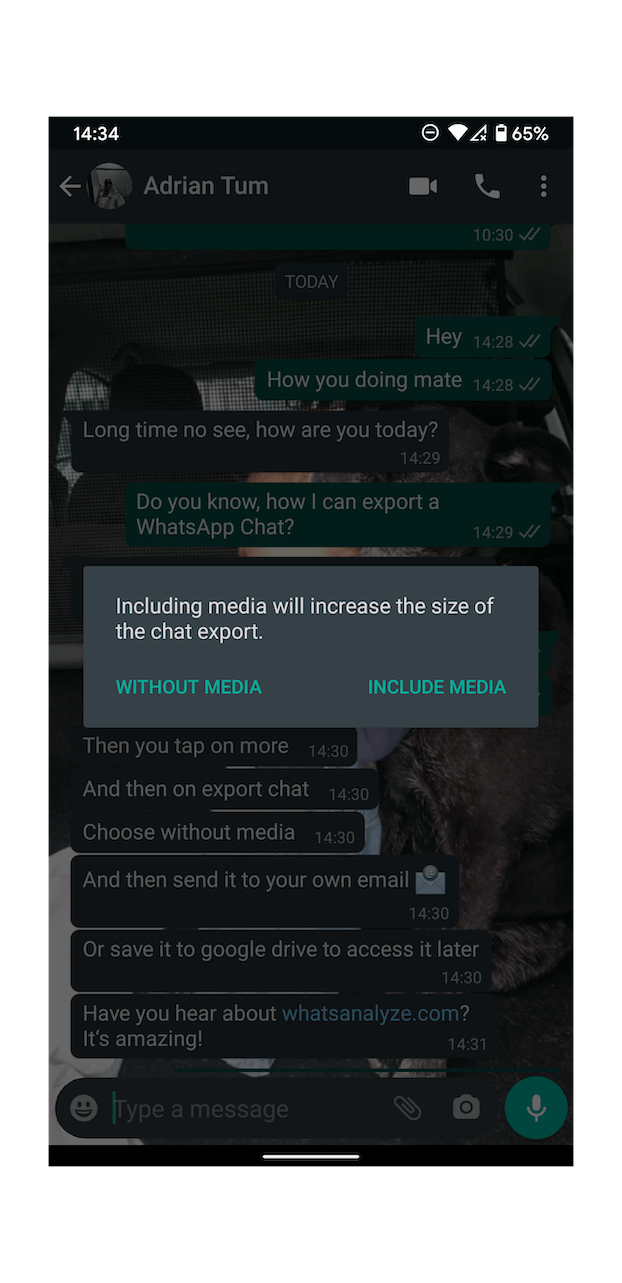 14:34
65%
Adrian Tum
10:30
TODAY
Hey 14:28
How you doing mate 14:28
Long time no see, how are you today?
14:29
Do you know, how I can export a
WhatsApp Chat?
14:29
Including media will increase the size of
the chat export.
WITHOUT MEDIA INCLUDE MEDIA
Then you tap on more 14:30
And then on export chat 14:30
Choose without media 14:30
And then send it to your own email
14:30
Or save it to google drive to access it later
14:30
Have you hear about whatsanalyze.com?
It‘s amazing!
14:31
Type a message